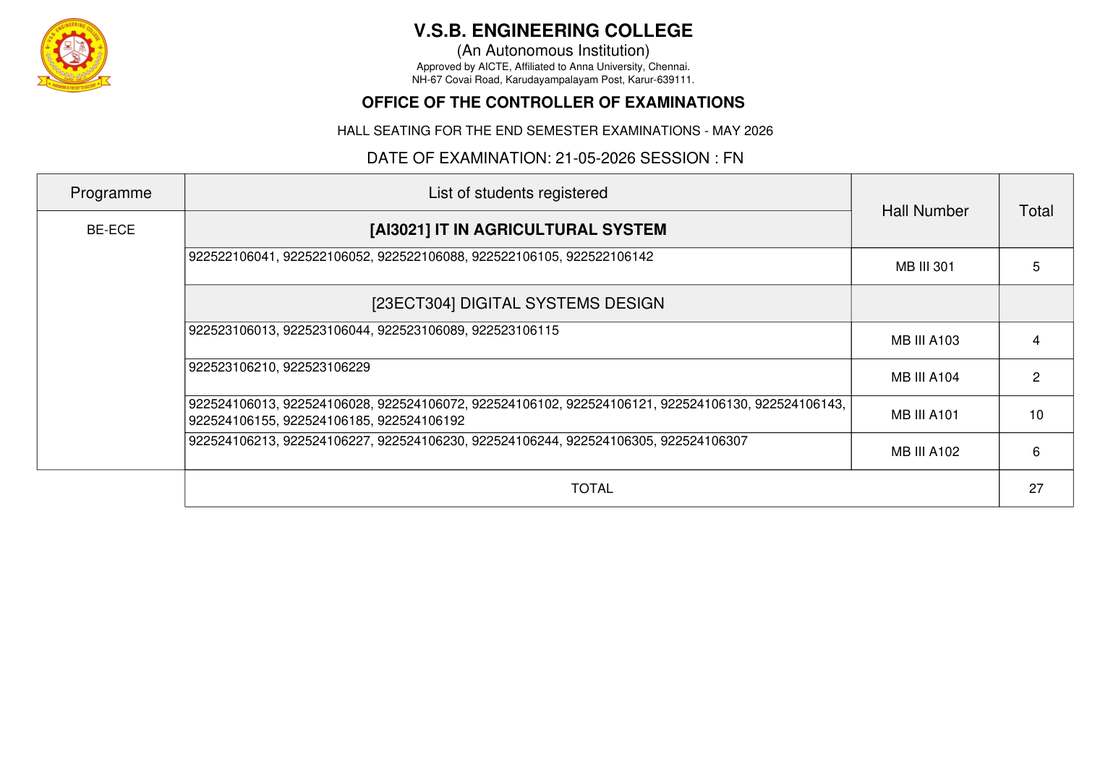 V.S.B. ENGINEERING COLLEGE
(An Autonomous Institution)
Approved by AICTE, Affiliated to Anna University, Chennai.
NH-67 Covai Road, Karudayampalayam Post, Karur-639111.
OFFICE OF THE CONTROLLER OF EXAMINATIONS
HALL SEATING FOR THE END SEMESTER EXAMINATIONS - MAY 2026
DATE OF EXAMINATION: 21-05-2026 SESSION : FN
Programme List of students registered Hall Number Total
BE-ECE [AI3021] IT IN AGRICULTURAL SYSTEM
922522106041, 922522106052, 922522106088, 922522106105, 922522106142 MB III 301 5
[23ECT304] DIGITAL SYSTEMS DESIGN
922523106013, 922523106044, 922523106089, 922523106115 MB III A103 4
922523106210, 922523106229 MB III A104 2
922524106013, 922524106028, 922524106072, 922524106102, 922524106121, 922524106130, 922524106143,
922524106155, 922524106185, 922524106192 MB III A101 10
922524106213, 922524106227, 922524106230, 922524106244, 922524106305, 922524106307 MB III A102 6
TOTAL 27